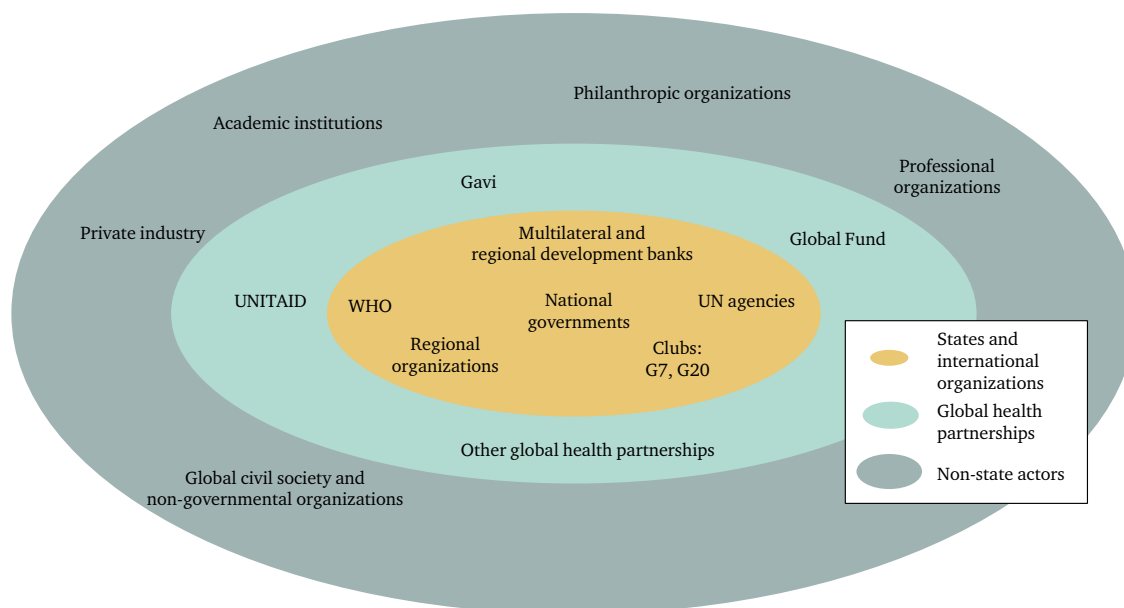 Philanthropic organizations
Academic institutions
Professional
organizations
Gavi
Private industry
Multilateral and
regional development banks
Global Fund
UNITAID
WHO
National
governments
UN agencies
Regional
organizations
Clubs:
G7, G20
Other global health partnerships
Global civil society and
non-governmental organizations
States and
international
organizations
Global health
partnerships
Non-state actors